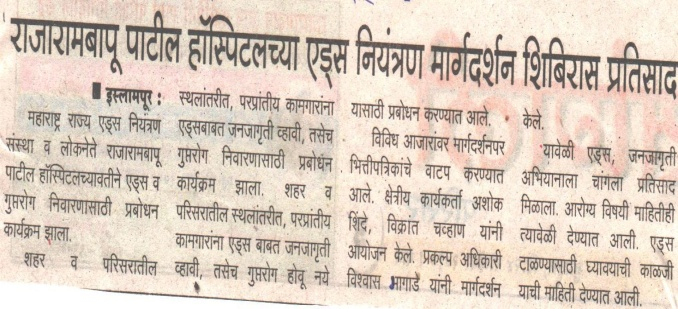 राजारामबापू पाटील हॉस्पिटलच्या एड्स नियंत्रण मार्गदर्शन शिबिरास प्रतिसाद
■ इस्लामपूर :
महाराष्ट्र राज्य एड्स नियंत्रण
संस्था व लोकनेते राजारामबापू
पाटील हॉस्पिटलच्यावतीने एड्स व
गुप्तरोग निवारणासाठी प्रबोधन
कार्यक्रम झाला.
शहर व परिसरातील
स्थलांतरीत, परप्रांतीय कामगारांना
एड्सबाबत जनजागृती व्हावी, तसेच
गुप्तरोग निवारणासाठी प्रबोधन
कार्यक्रम झाला. शहर व
परिसरातील स्थलांतरीत, परप्रांतीय
कामगारांना एड्स बाबत जनजागृती
व्हावी, तसेच गुप्तरोग होवू नये
यासाठी प्रबोधन करण्यात आले.
विविध आजारांवर मार्गदर्शनपर
भित्तीपत्रिकांचे वाटप करण्यात
आले. क्षेत्रीय कार्यकर्ता अशोक
शिंदे, विक्रांत चव्हाण यांनी
आयोजन केले. प्रकल्प अधिकारी
विश्वास मागाडे यांनी मार्गदर्शन
केले.
यावेळी एड्स, जनजागृती
अभियानाला चांगला प्रतिसाद
मिळाला. आरोग्य विषयी माहितीही
त्यावेळी देण्यात आली. एड्स
टाळण्यासाठी घ्यावयाची काळजी
याची माहिती देण्यात आली.